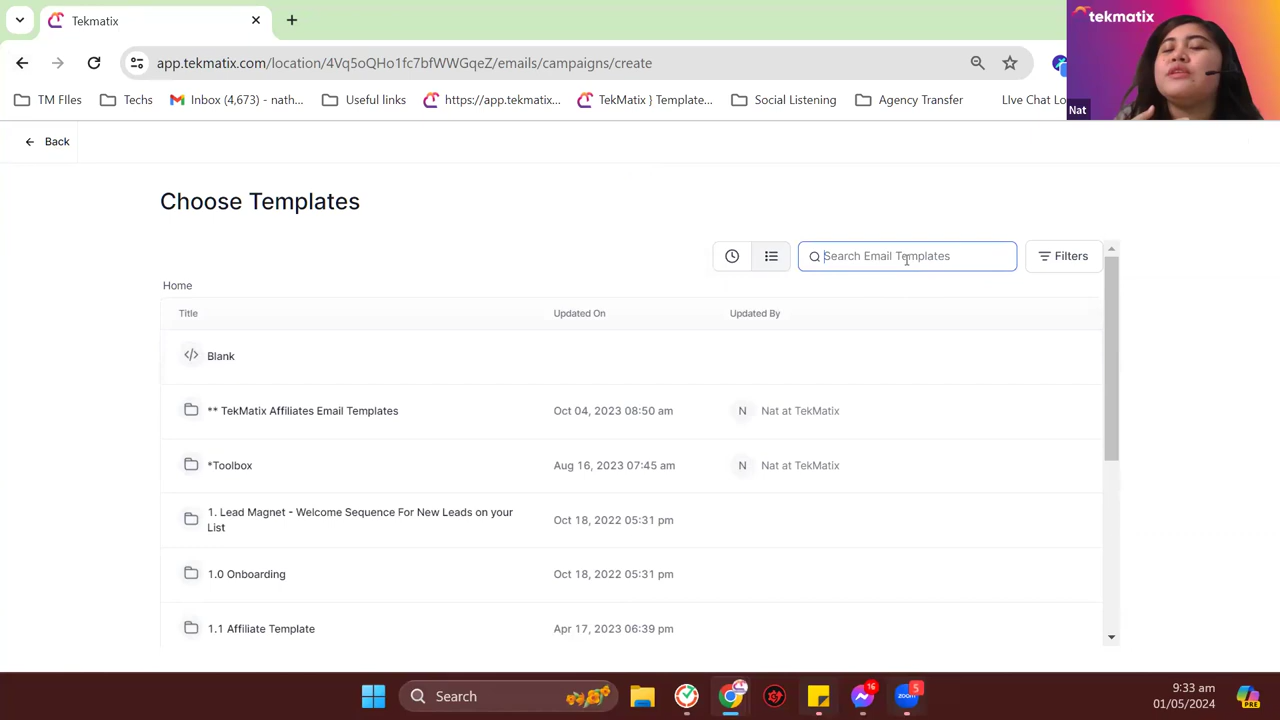 Tekmatix
tekmatix
app.tekmatix.com/location/4Vq5oQHo1fc7bfWWGqeZ/emails/campaigns/create
TM FIles
Techs
Inbox (4,673) – nath...
Useful links
https://app.tekmatix...
TekMatix } Template...
Social Listening
Agency Transfer
LIve Chat Lo
Nat
Back
Choose Templates
Search Email Templates
Filters
Home
Title Updated On Updated By
Blank
** TekMatix Affiliates Email Templates Oct 04, 2023 08:50 am N Nat at TekMatix
*Toolbox Aug 16, 2023 07:45 am N Nat at TekMatix
1. Lead Magnet - Welcome Sequence For New Leads on your
List
Oct 18, 2022 05:31 pm
1.0 Onboarding Oct 18, 2022 05:31 pm
1.1 Affiliate Template Apr 17, 2023 06:39 pm
Search
16
zoom
5
9:33 am
01/05/2024
PRE